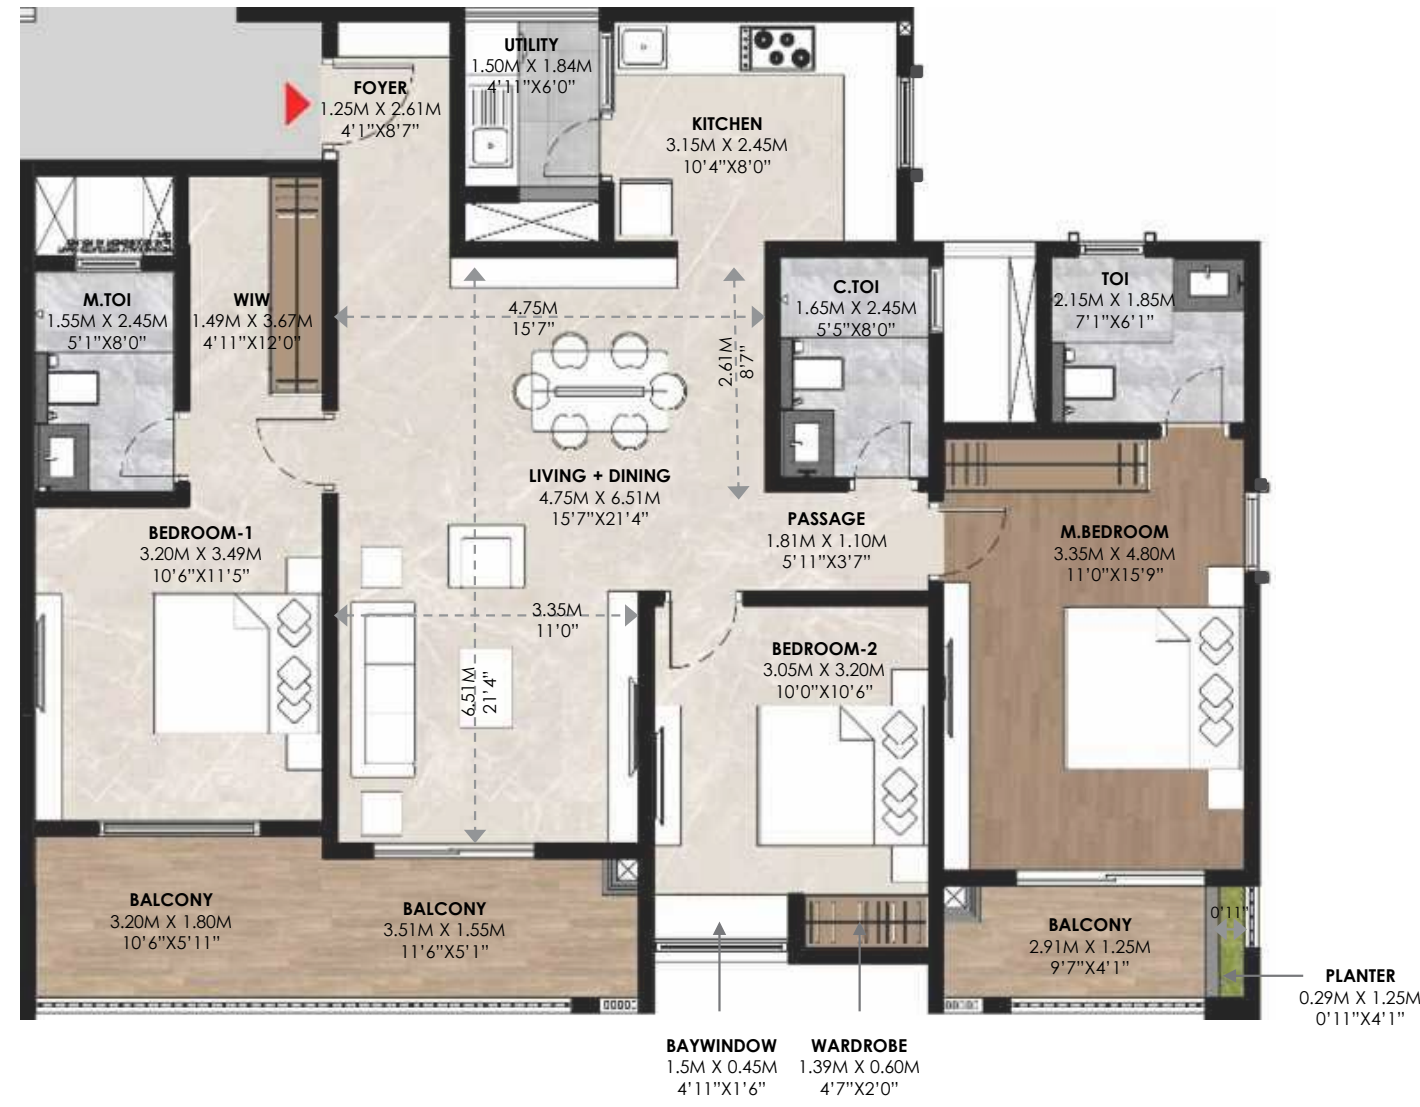 UTILITY
1.50M X 1.84M
4'11"X6'0"
FOYER
1.25M X 2.61M
4'1"X8'7"
KITCHEN
3.15M X 2.45M
10'4"X8'0"
M.TOI
1.55M X 2.45M
5'1"X8'0"
WIW
1.49M X 3.67M
4'11"X12'0"
4.75M
15'7"
2.61M
8'7"
C.TOI
1.65M X 2.45M
5'5"X8'0"
TOI
2.15M X 1.85M
7'1"X6'1"
LIVING + DINING
4.75M X 6.51M
15'7"X21'4"
PASSAGE
1.81M X 1.10M
5'11"X3'7"
BEDROOM-1
3.20M X 3.49M
10'6"X11'5"
M.BEDROOM
3.35M X 4.80M
11'0"X15'9"
3.35M
11'0"
6.51M
21'4"
BEDROOM-2
3.05M X 3.20M
10'0"X10'6"
BALCONY
3.20M X 1.80M
10'6"X5'11"
BALCONY
3.51M X 1.55M
11'6"X5'1"
BALCONY
2.91M X 1.25M
9'7"X4'1"
0'11"
PLANTER
0.29M X 1.25M
0'11"X4'1"
BAYWINDOW
1.5M X 0.45M
4'11"X1'6"
WARDROBE
1.39M X 0.60M
4'7"X2'0"